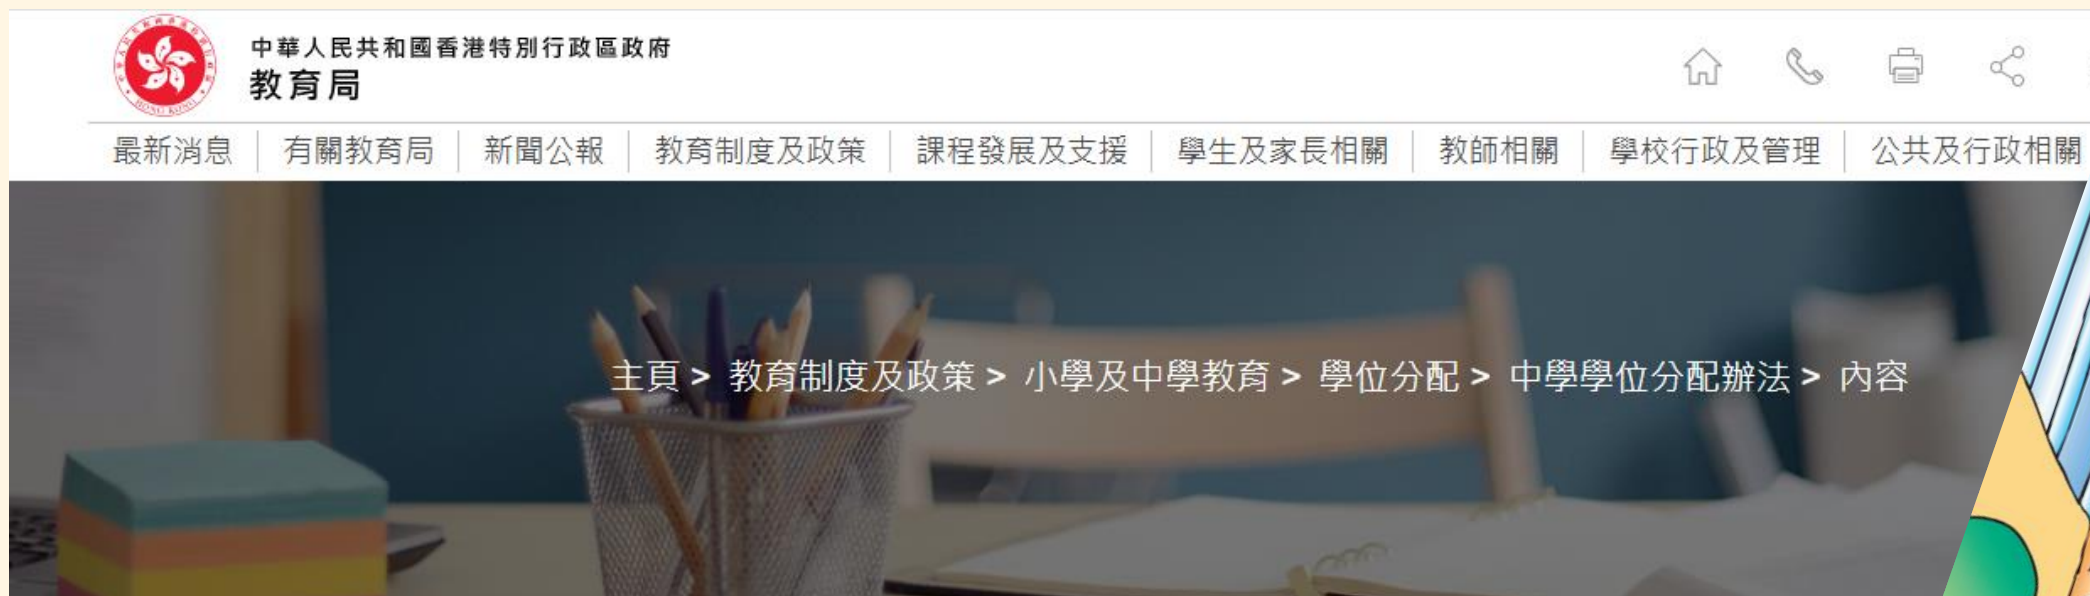 中華人民共和國香港特別行政區政府
教育局
最新消息 有關教育局 新聞公報 教育制度及政策 課程發展及支援 學生及家長相關 教師相關 學校行政及管理 公共及行政相關
主頁 > 教育制度及政策 > 小學及中學教育 > 學位分配 > 中學學位分配辦法 > 內容